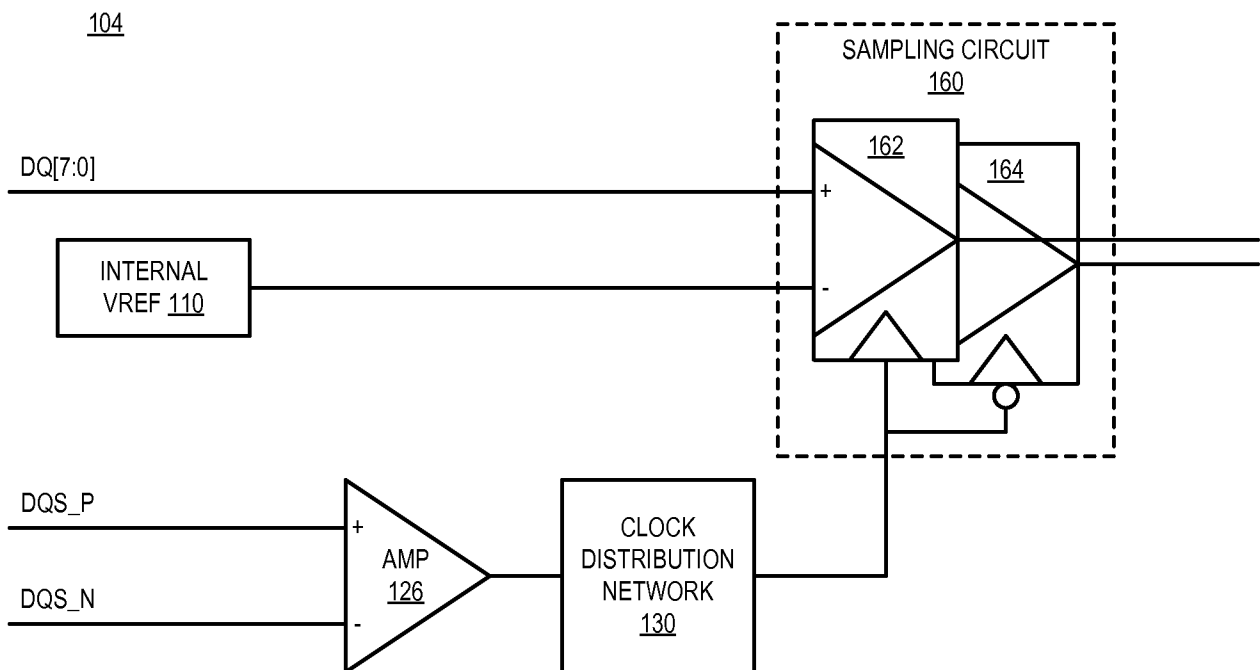 104
SAMPLING CIRCUIT
160
162
164
DQ[7:0]
+
INTERNAL
VREF 110
-
DQS_P
+
AMP
126
DQS_N
-
CLOCK
DISTRIBUTION
NETWORK
130